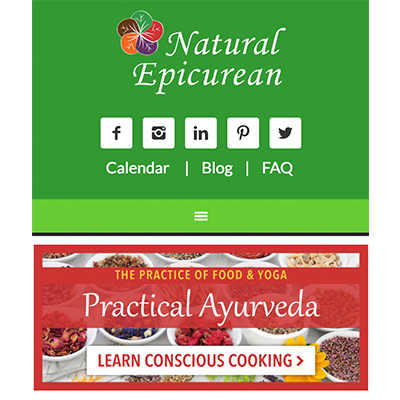 Natural
Epicurean
Calendar | Blog | FAQ
THE PRACTICE OF FOOD & YOGA
Practical Ayurveda
LEARN CONSCIOUS COOKING >